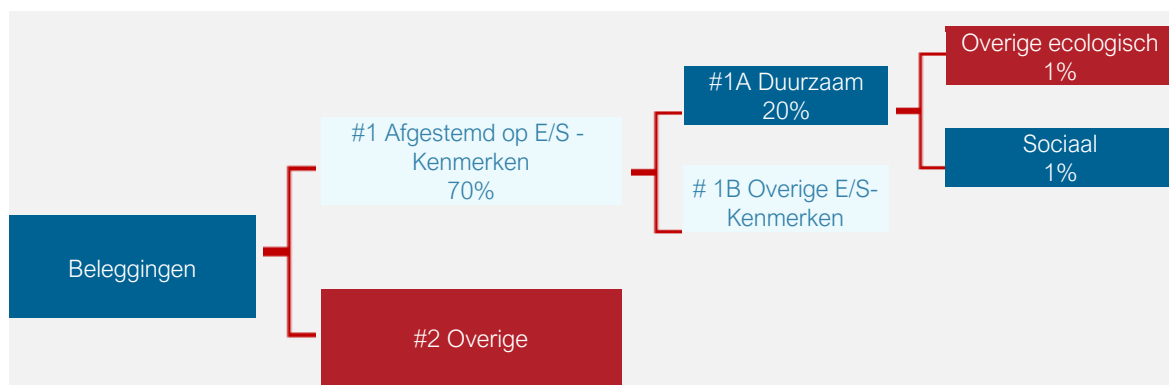 Beleggingen
#1 Afgestemd op E/S -
Kenmerken
70%
#2 Overige
#1A Duurzaam
20%
# 1B Overige E/S-
Kenmerken
Overige ecologisch
1%
Sociaal
1%